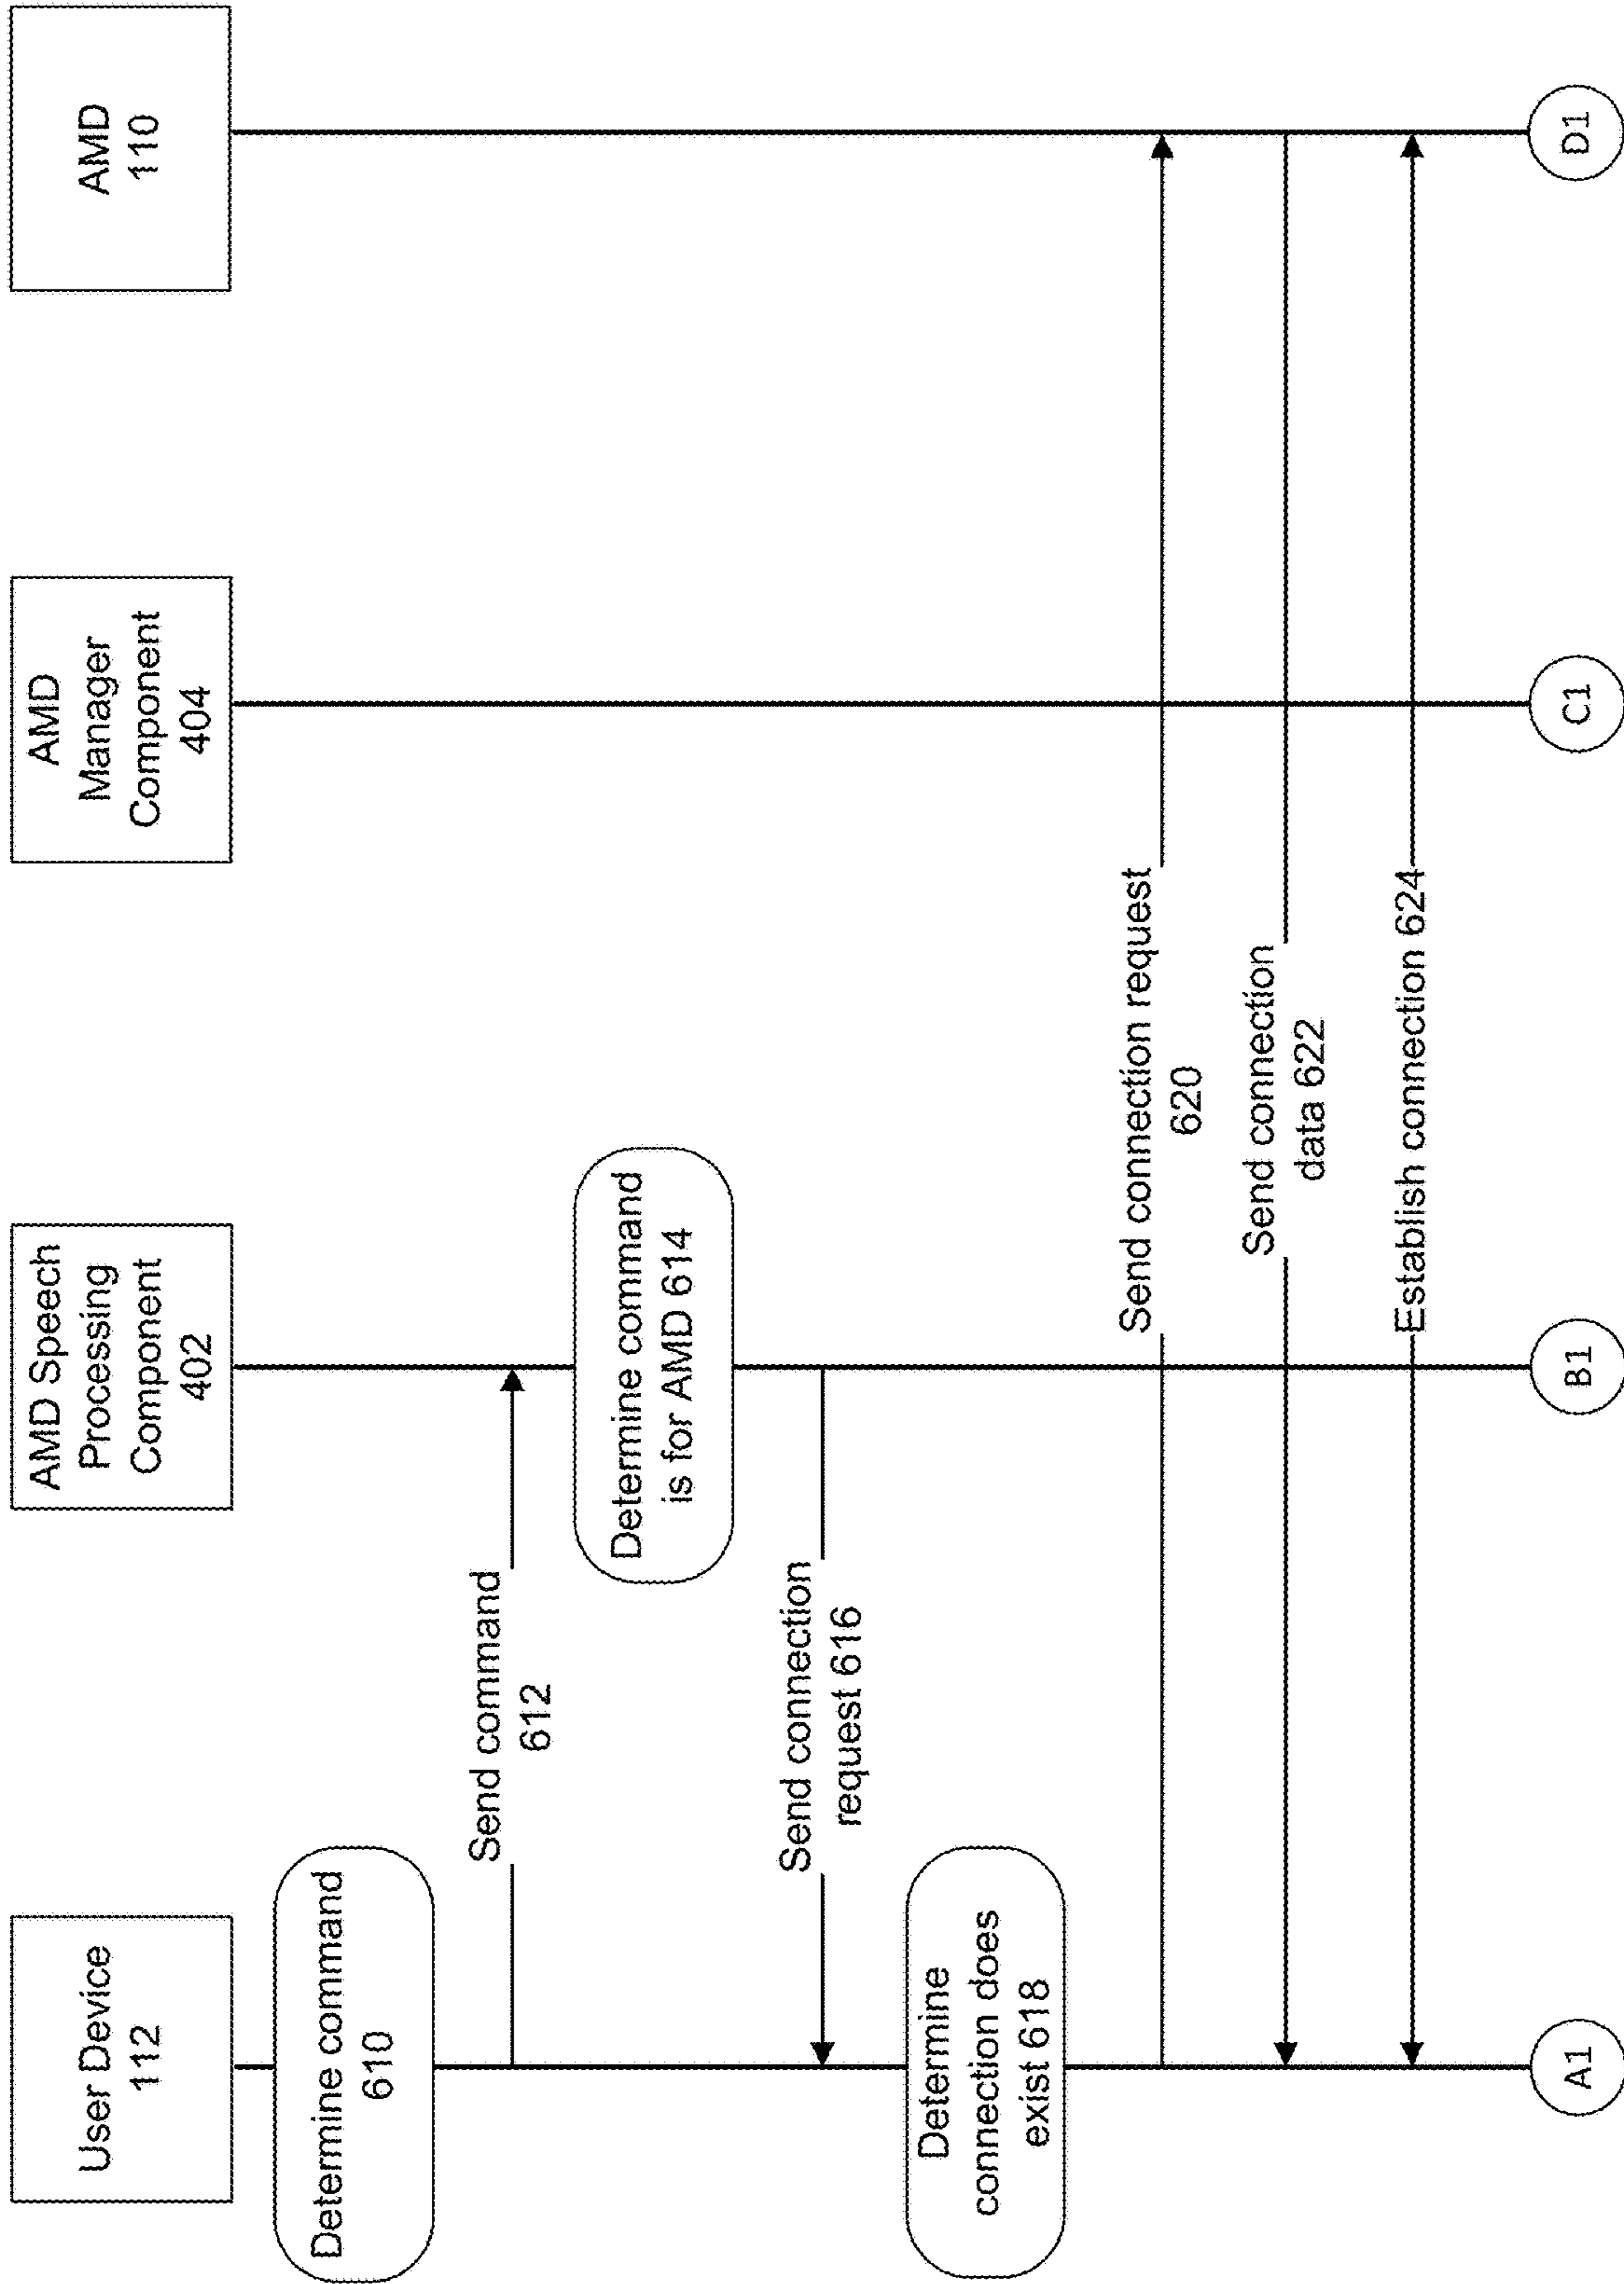 User Device
112
AMD Speech
Processing
Component
402
AMD
Manager
Component
404
AMD
110
Determine command
610
Send command
612
Determine command
is for AMD 614
Send connection
request 616
Determine
connection does
exist 618
Send connection request
620
Send connection
data 622
Establish connection 624
A1
B1
C1
D1